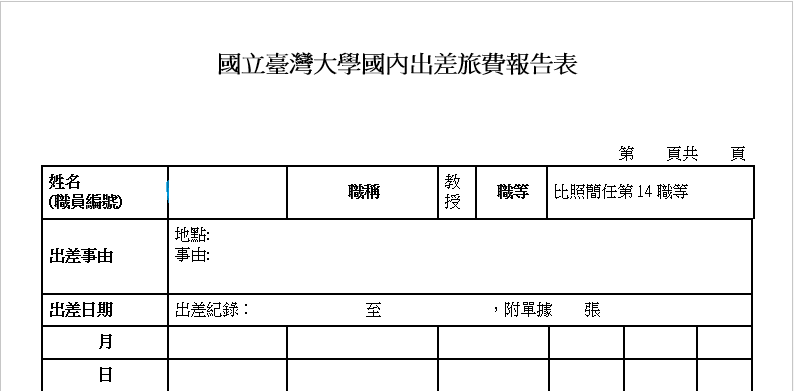 國立臺灣大學國內出差旅費報告表
第　　頁共　　頁
姓名
(職員編號)
職稱
教
授
職等
比照簡任第 14 職等
出差事由
地點:
事由:
出差日期
出差紀錄：　　　　　　　至　　　　　　　，附單據　　張
月
日